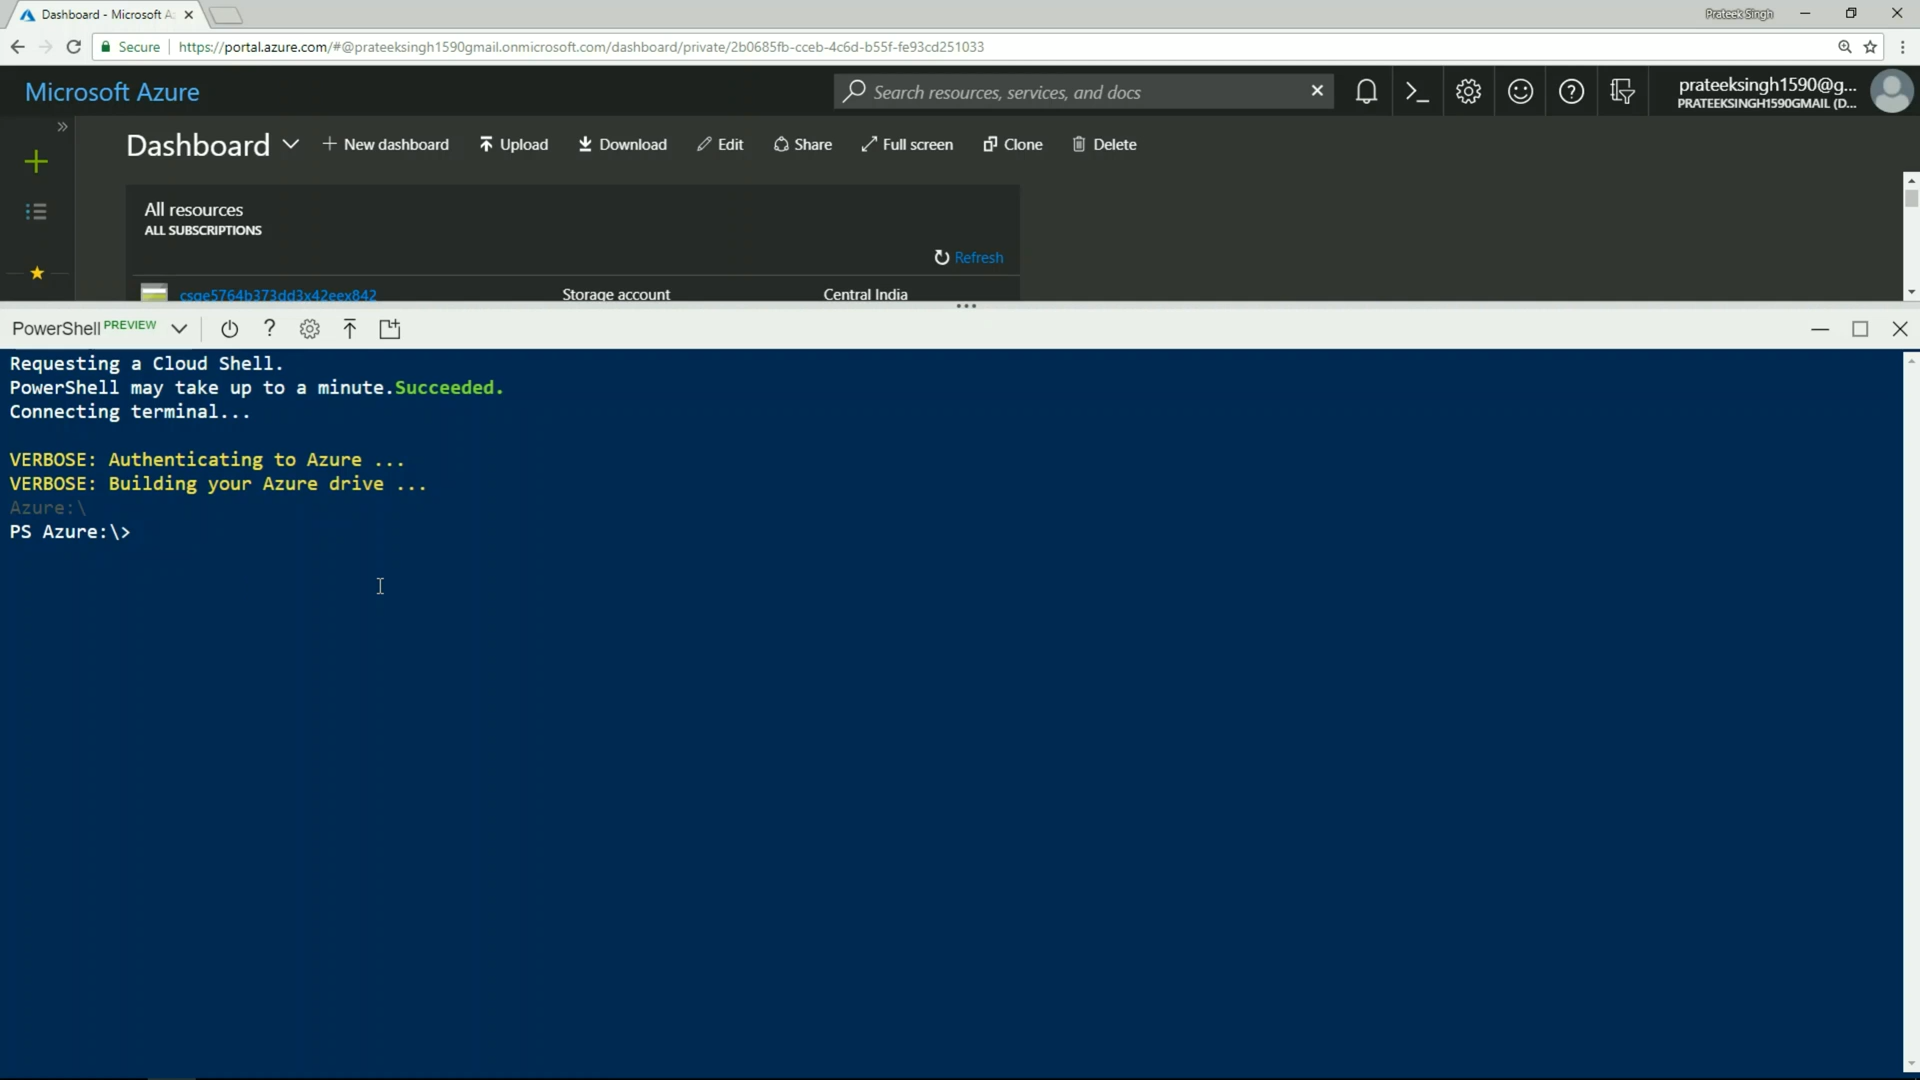 Dashboard - Microsoft A
Prateek Singh
Secure
https://portal.azure.com/#@prateeksingh1590gmail.onmicrosoft.com/dashboard/private/2b0685fb-cceb-4c6d-b55f-fe93cd251033
Microsoft Azure
Search resources, services, and docs
prateeksingh1590@g...
PRATEEKSINGH1590GMAIL (D...
Dashboard
New dashboard
Upload
Download
Edit
Share
Full screen
Clone
Delete
All resources
ALL SUBSCRIPTIONS
Refresh
csge5764b373dd3x42eex842
Storage account
Central India
PowerShell PREVIEW
Requesting a Cloud Shell.
PowerShell may take up to a minute.Succeeded.
Connecting terminal...
VERBOSE: Authenticating to Azure ...
VERBOSE: Building your Azure drive ...
Azure:\
PS Azure:\>